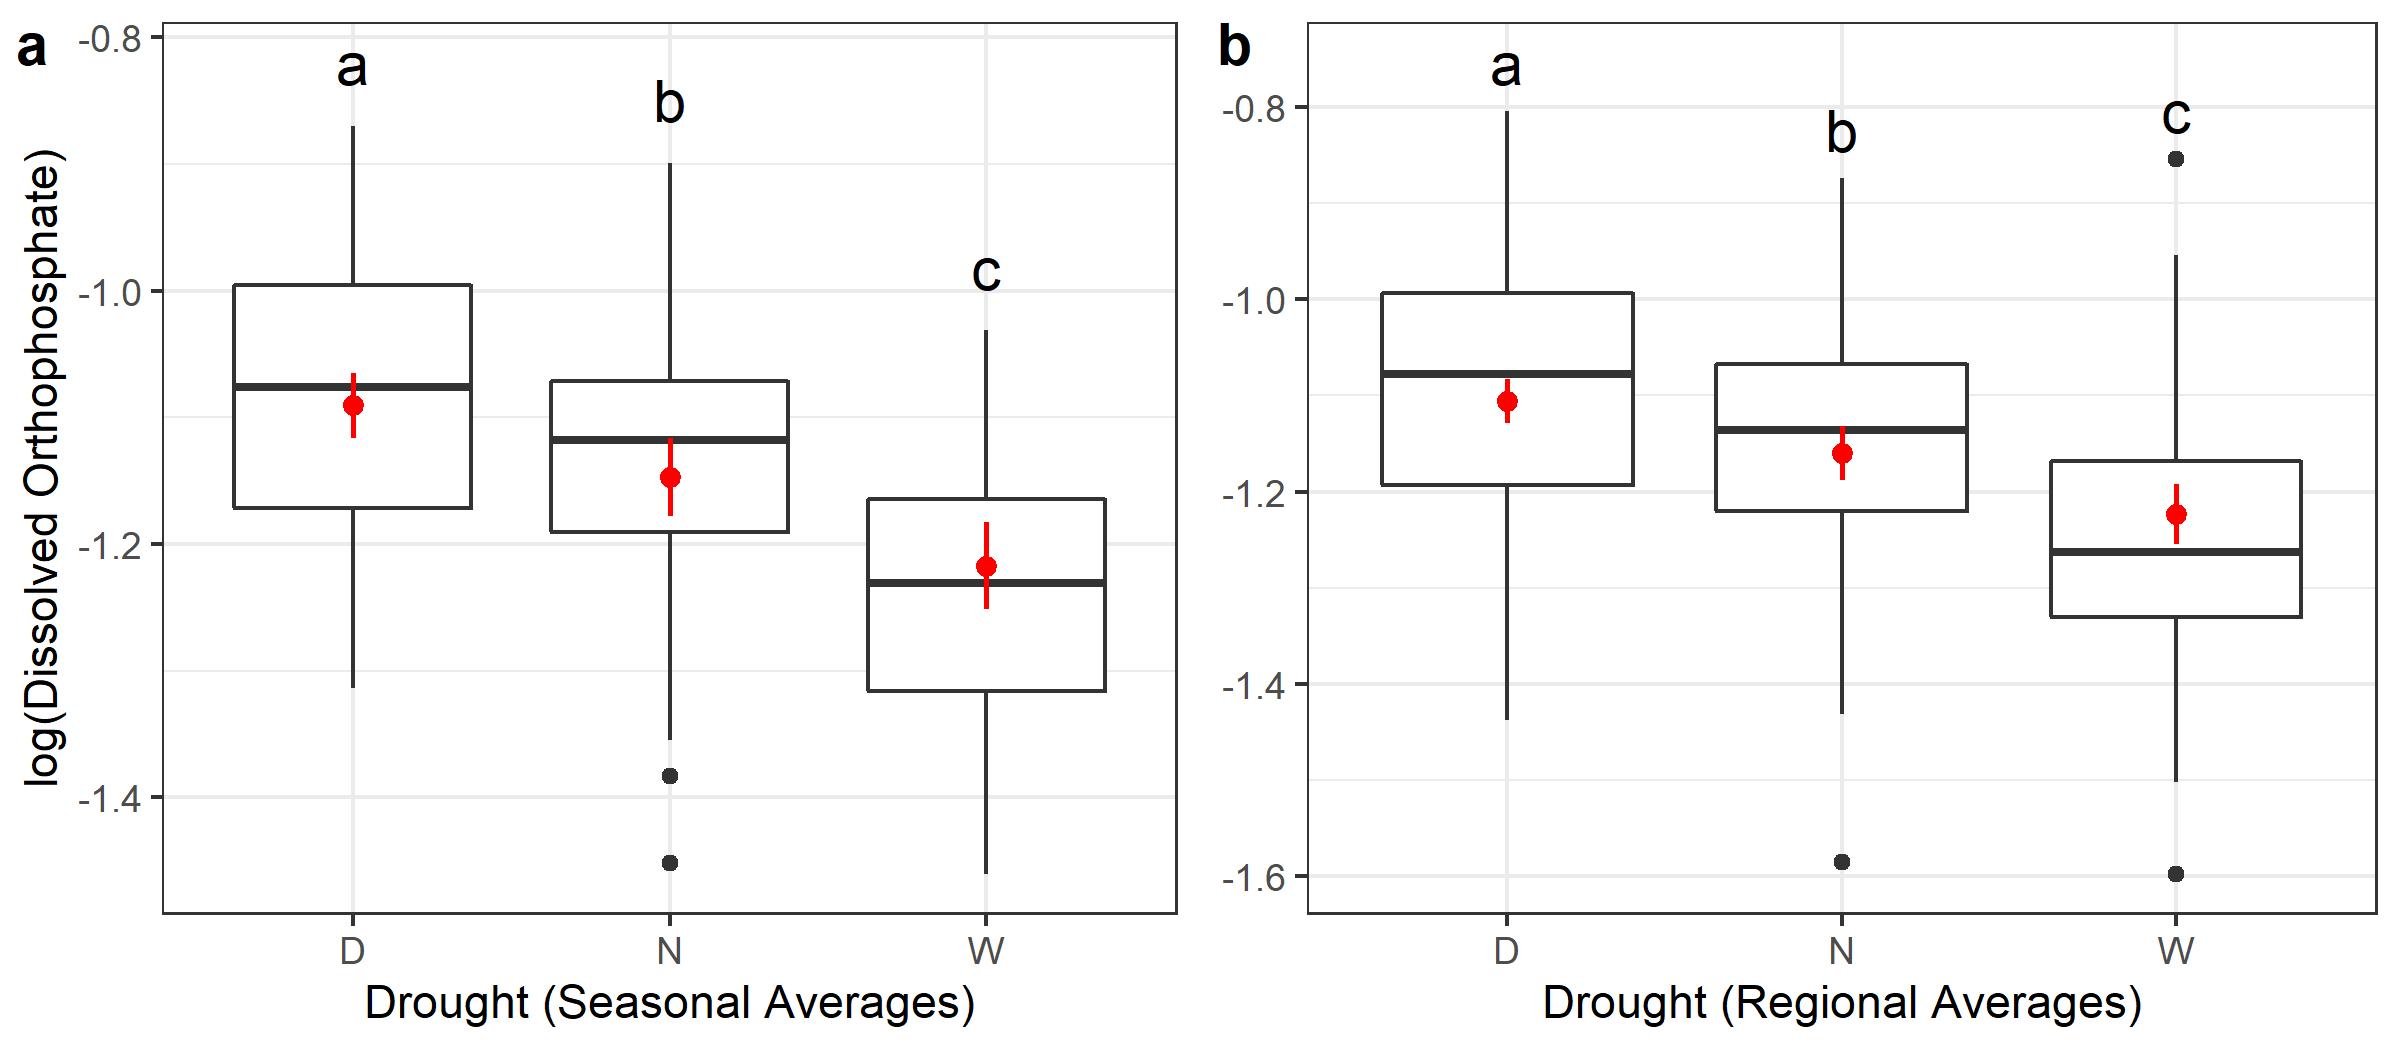 a
log(Dissolved Orthophosphate)
-0.8
-1.0
-1.2
-1.4
a
b
c
D N W
Drought (Seasonal Averages)
b
-0.8
-1.0
-1.2
-1.4
-1.6
a
b
c
D N W
Drought (Regional Averages)